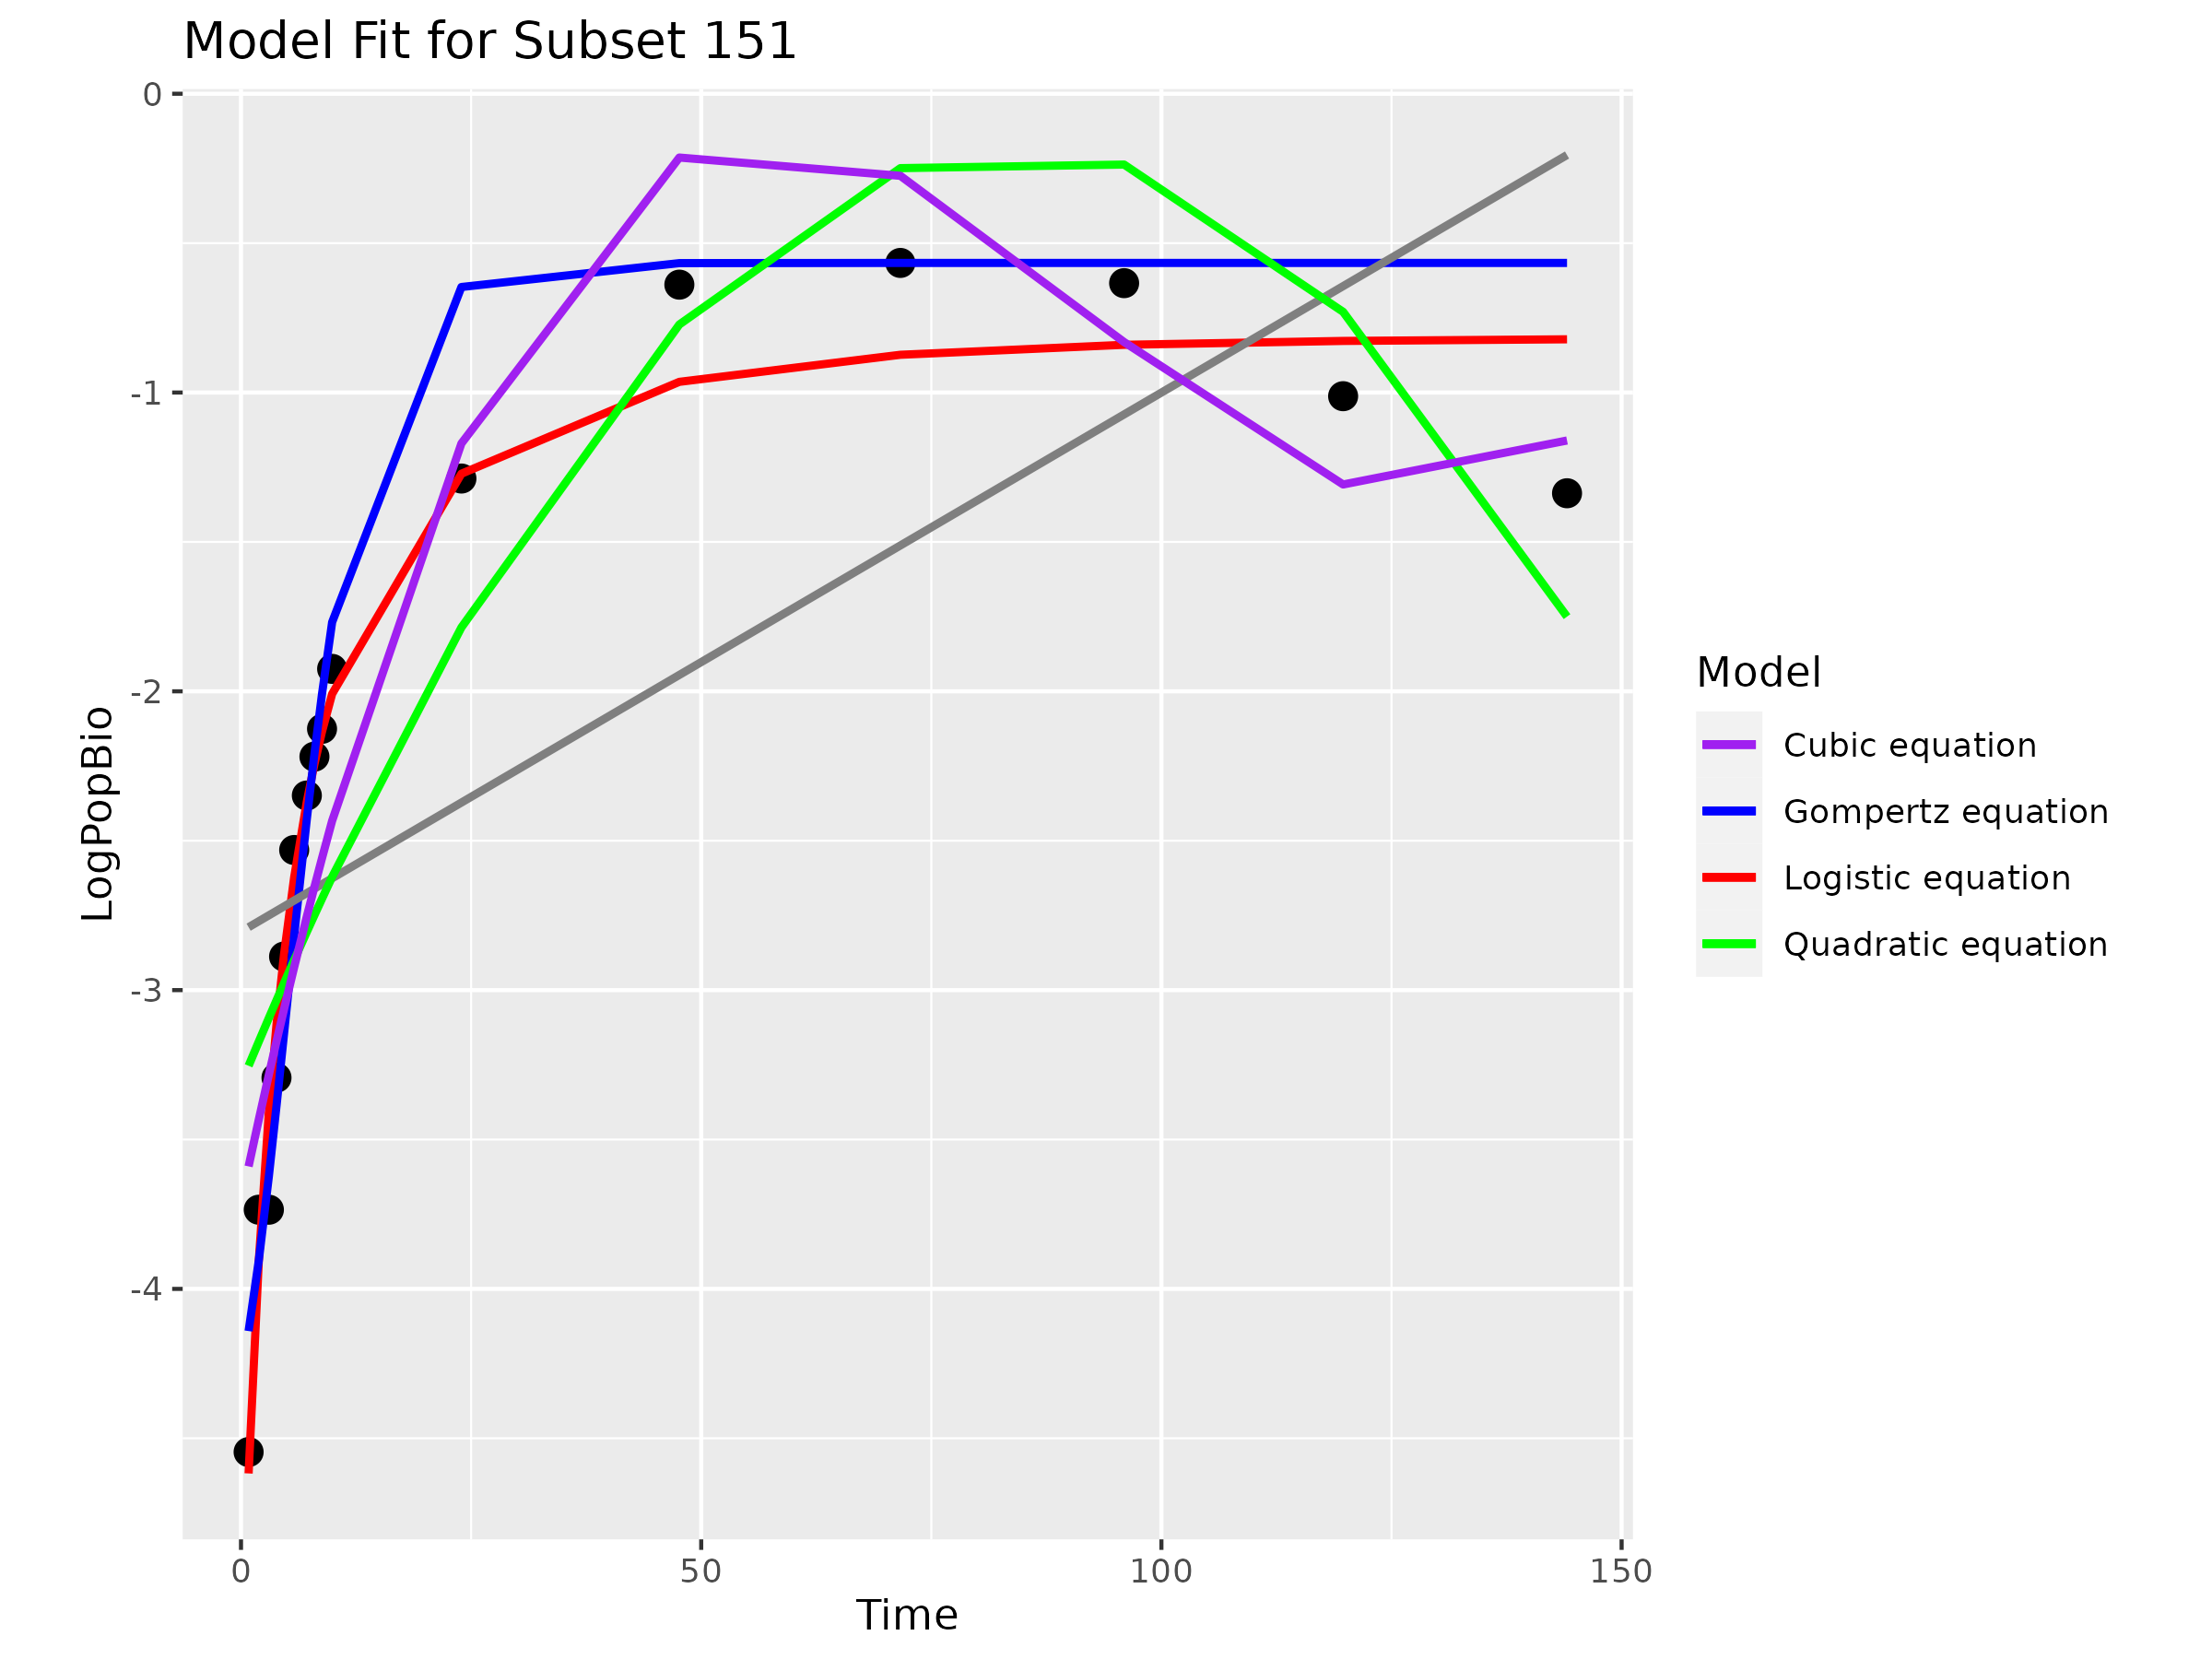 Model Fit for Subset 151
0
-1
-2
-3
-4
LogPopBio
0
50
100
150
Time
Model
Cubic equation
Gompertz equation
Logistic equation
Quadratic equation